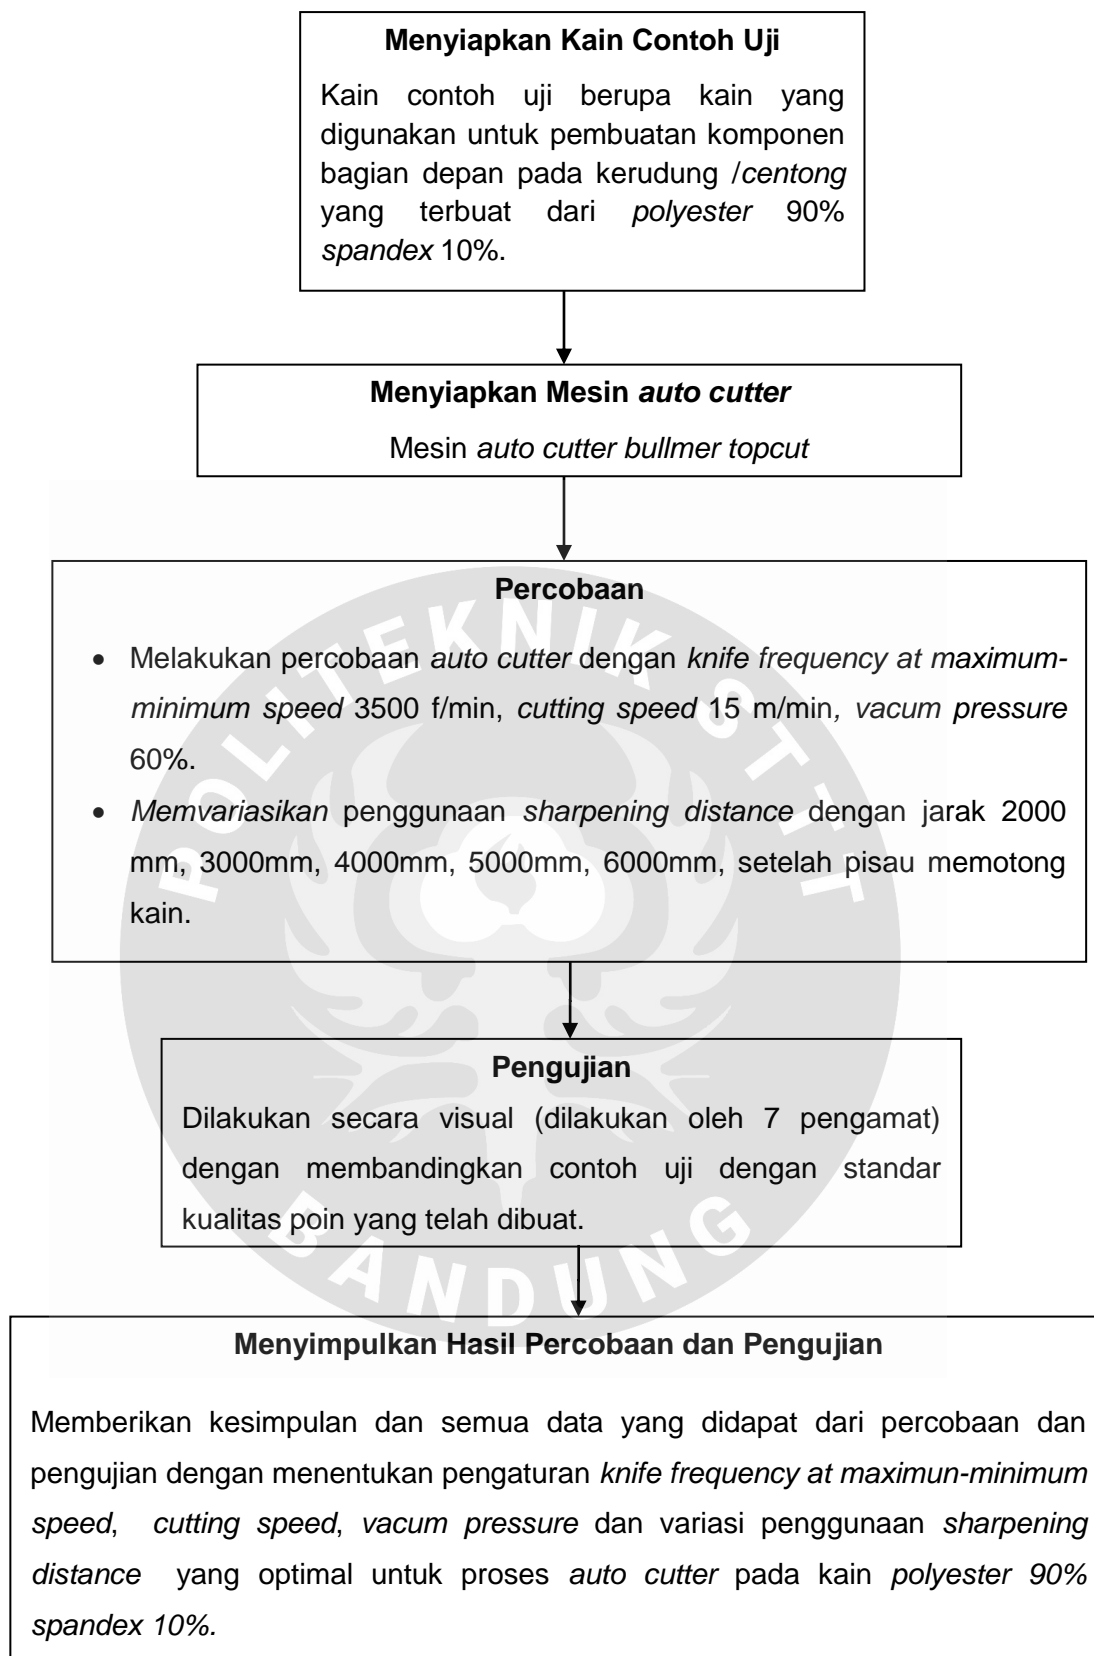 Menyiapkan Kain Contoh Uji
Kain contoh uji berupa kain yang
digunakan untuk pembuatan komponen
bagian depan pada kerudung /centong
yang terbuat dari polyester 90%
spandex 10%.
Menyiapkan Mesin auto cutter
Mesin auto cutter bullmer topcut
Percobaan
• Melakukan percobaan auto cutter dengan knife frequency at maximum-
minimum speed 3500 f/min, cutting speed 15 m/min, vacum pressure
60%.
• Memvariasikan penggunaan sharpening distance dengan jarak 2000
mm, 3000mm, 4000mm, 5000mm, 6000mm, setelah pisau memotong
kain.
Pengujian
Dilakukan secara visual (dilakukan oleh 7 pengamat)
dengan membandingkan contoh uji dengan standar
kualitas poin yang telah dibuat.
Menyimpulkan Hasil Percobaan dan Pengujian
Memberikan kesimpulan dan semua data yang didapat dari percobaan dan
pengujian dengan menentukan pengaturan knife frequency at maximun-minimum
speed, cutting speed, vacum pressure dan variasi penggunaan sharpening
distance yang optimal untuk proses auto cutter pada kain polyester 90%
spandex 10%.
POLITEKNIK STTT
BANDUNG